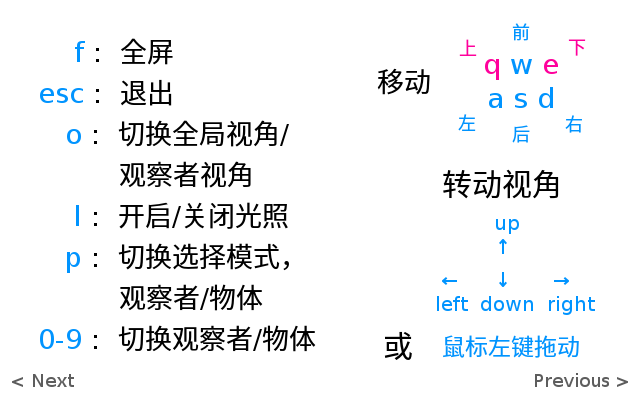 f： 全屏
esc： 退出
o： 切换全局视角/
观察者视角
l： 开启/关闭光照
p： 切换选择模式，
观察者/物体
0-9： 切换观察者/物体
移动
前
上 下
q w e
a s d
左 后 右
转动视角
up
↑
← ↓ →
left down right
或 鼠标左键拖动
< Next
Previous >